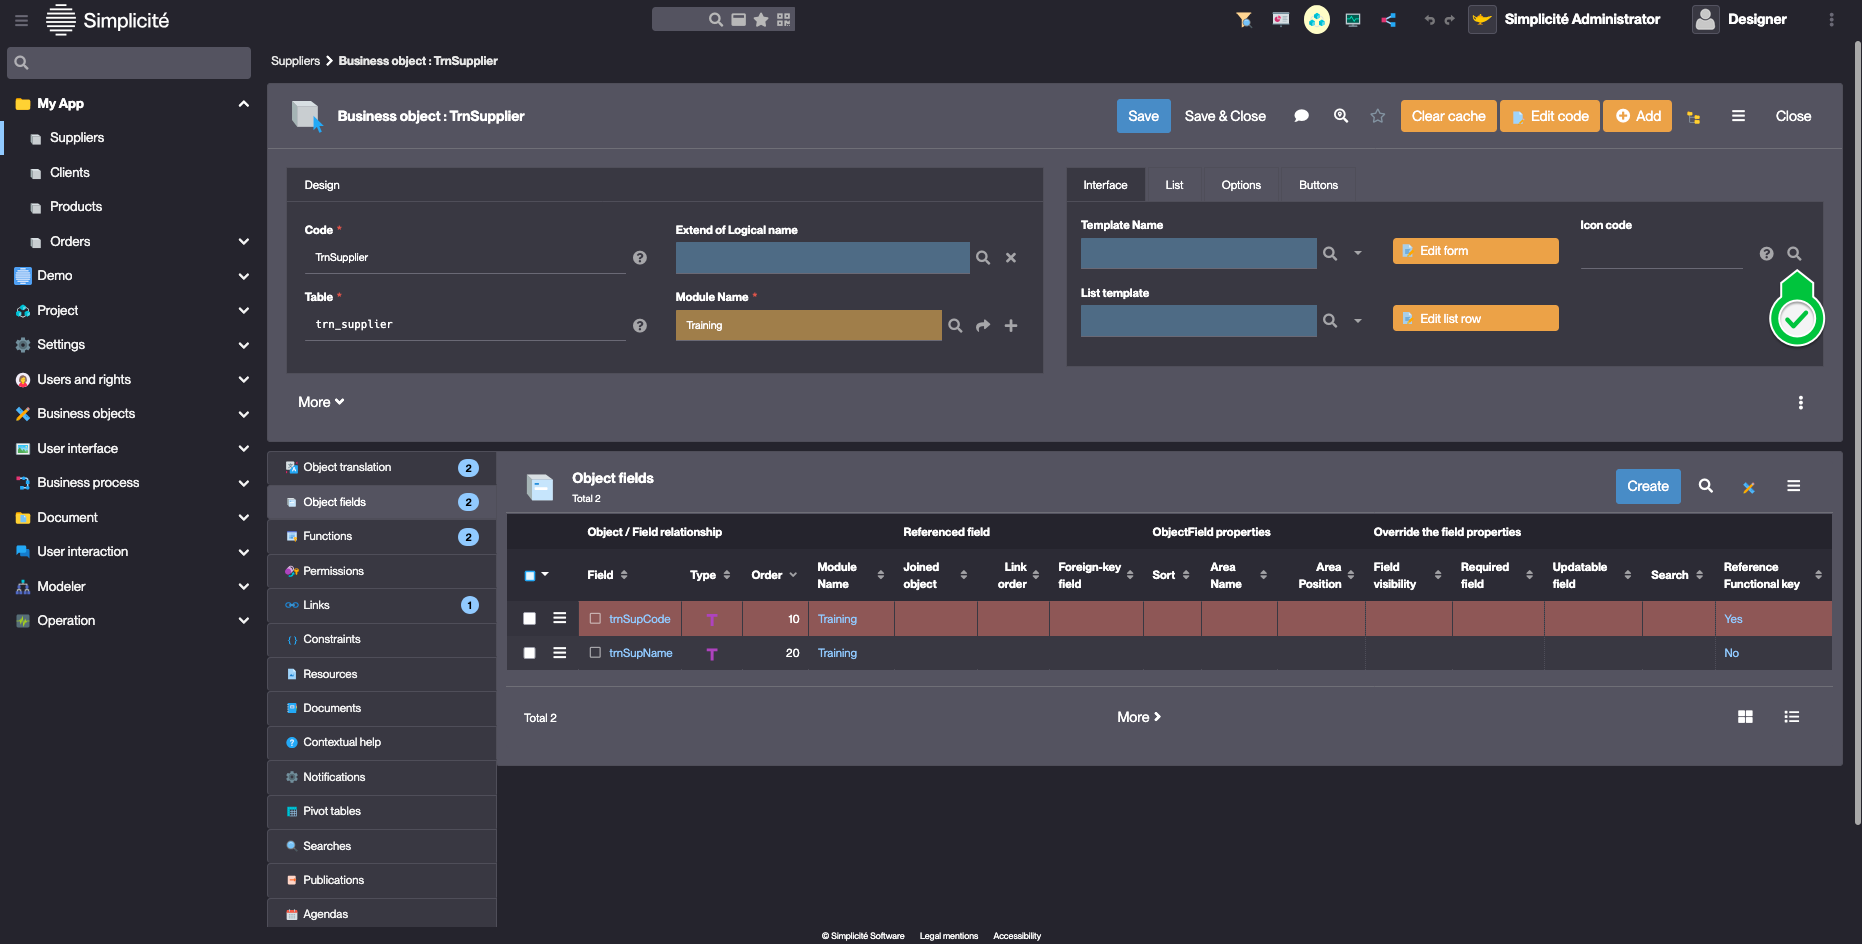 Simplicité
Simplicité Administrator
Designer
Suppliers
Business object : TrnSupplier
My App
Suppliers
Clients
Products
Orders
Demo
Project
Settings
Users and rights
Business objects
User interface
Business process
Document
User interaction
Modeler
Operation
Business object : TrnSupplier
Save
Save & Close
Clear cache
Edit code
Add
Close
Design
Code *
TrnSupplier
Extend of Logical name
Table *
trn_supplier
Module Name *
Training
More
Interface
List
Options
Buttons
Template Name
Edit form
Icon code
List template
Edit list row
Object translation 2
Object fields 2
Functions 2
Permissions
Links 1
Constraints
Resources
Documents
Contextual help
Notifications
Pivot tables
Searches
Publications
Agendas
Object fields
Total 2
Create
Object / Field relationship
Referenced field
ObjectField properties
Override the field properties
Field
Type
Order
Module Name
Joined object
Link order
Foreign-key field
Sort
Area Name
Area Position
Field visibility
Required field
Updatable field
Search
Reference Functional key
trnSupCode T 10 Training Yes
trnSupName T 20 Training No
Total 2
More
© Simplicité Software
Legal mentions
Accessibility